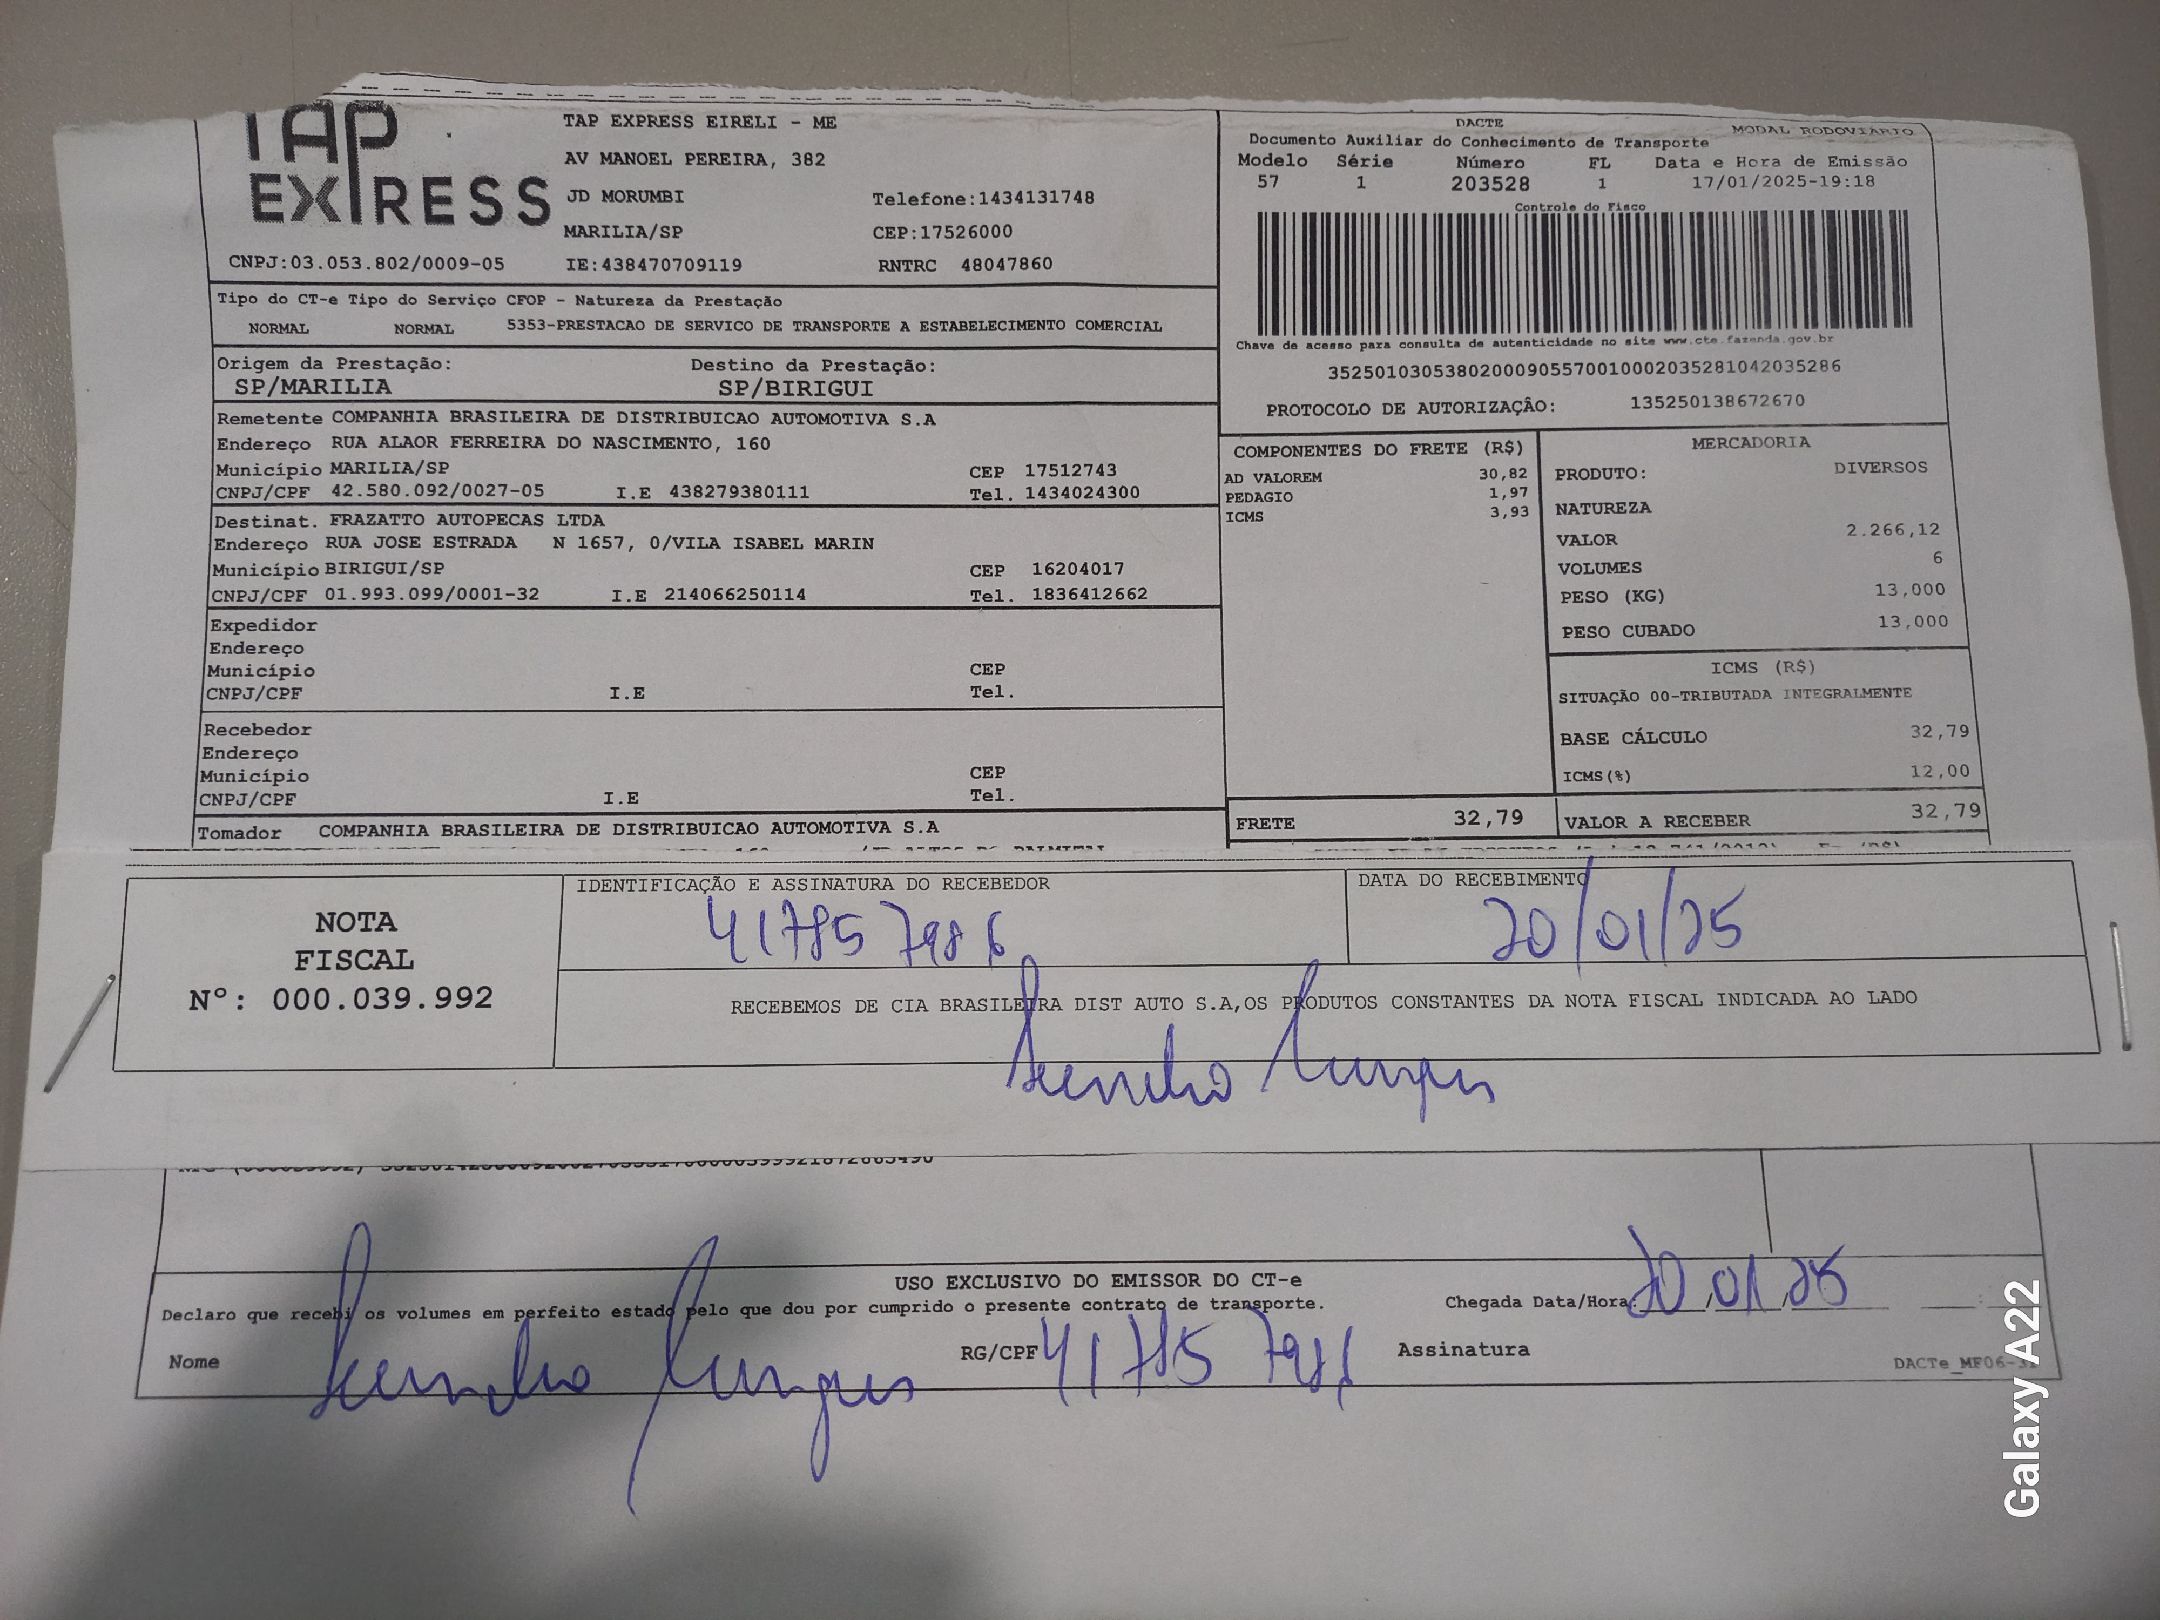 TAP
EXPRESS
TAP EXPRESS EIRELI - ME
AV MANOEL PEREIRA, 382
JD MORUMBI Telefone:1434131748
MARILIA/SP CEP:17526000
CNPJ:03.053.802/0009-05 IE:438470709119 RNTRC 48047860
DACTE MODAL RODOVIARIO
Documento Auxiliar do Conhecimento de Transporte
Modelo Série Número FL Data e Hora de Emissão
57 1 203528 1 17/01/2025-19:18
Controle do Fisco
Chave de acesso para consulta de autenticidade no site www.cte.fazenda.gov.br
35250103053802000905570010002035281042035286
PROTOCOLO DE AUTORIZAÇÂO: 135250138672670
Tipo do CT-e Tipo do Serviço CFOP - Natureza da Prestação
NORMAL NORMAL 5353-PRESTACAO DE SERVICO DE TRANSPORTE A ESTABELECIMENTO COMERCIAL
Origem da Prestação: Destino da Prestação:
SP/MARILIA SP/BIRIGUI
Remetente COMPANHIA BRASILEIRA DE DISTRIBUICAO AUTOMOTIVA S.A
Endereço RUA ALAOR FERREIRA DO NASCIMENTO, 160
Município MARILIA/SP CEP 17512743
CNPJ/CPF 42.580.092/0027-05 I.E 438279380111 Tel. 1434024300
Destinat. FRAZATTO AUTOPECAS LTDA
Endereço RUA JOSE ESTRADA N 1657, 0/VILA ISABEL MARIN
Município BIRIGUI/SP CEP 16204017
CNPJ/CPF 01.993.099/0001-32 I.E 214066250114 Tel. 1836412662
Expedidor
Endereço
Município CEP
CNPJ/CPF I.E Tel.
Recebedor
Endereço
Município CEP
CNPJ/CPF I.E Tel.
Tomador COMPANHIA BRASILEIRA DE DISTRIBUICAO AUTOMOTIVA S.A
COMPONENTES DO FRETE (R$)
AD VALOREM 30,82
PEDAGIO 1,97
ICMS 3,93
MERCADORIA
PRODUTO: DIVERSOS
NATUREZA
VALOR 2.266,12
VOLUMES 6
PESO (KG) 13,000
PESO CUBADO 13,000
ICMS (R$)
SITUAÇÃO 00-TRIBUTADA INTEGRALMENTE
BASE CÁLCULO 32,79
ICMS(%) 12,00
FRETE 32,79 VALOR A RECEBER 32,79
NOTA
FISCAL
Nº: 000.039.992
IDENTIFICAÇÃO E ASSINATURA DO RECEBEDOR
417857986
DATA DO RECEBIMENTO
20/01/25
RECEBEMOS DE CIA BRASILEIRA DIST AUTO S.A,OS PRODUTOS CONSTANTES DA NOTA FISCAL INDICADA AO LADO
USO EXCLUSIVO DO EMISSOR DO CT-e
Declaro que recebi os volumes em perfeito estado pelo que dou por cumprido o presente contrato de transporte. Chegada Data/Hora: 20/01/25
Nome RG/CPF 417857986 Assinatura
Galaxy A22